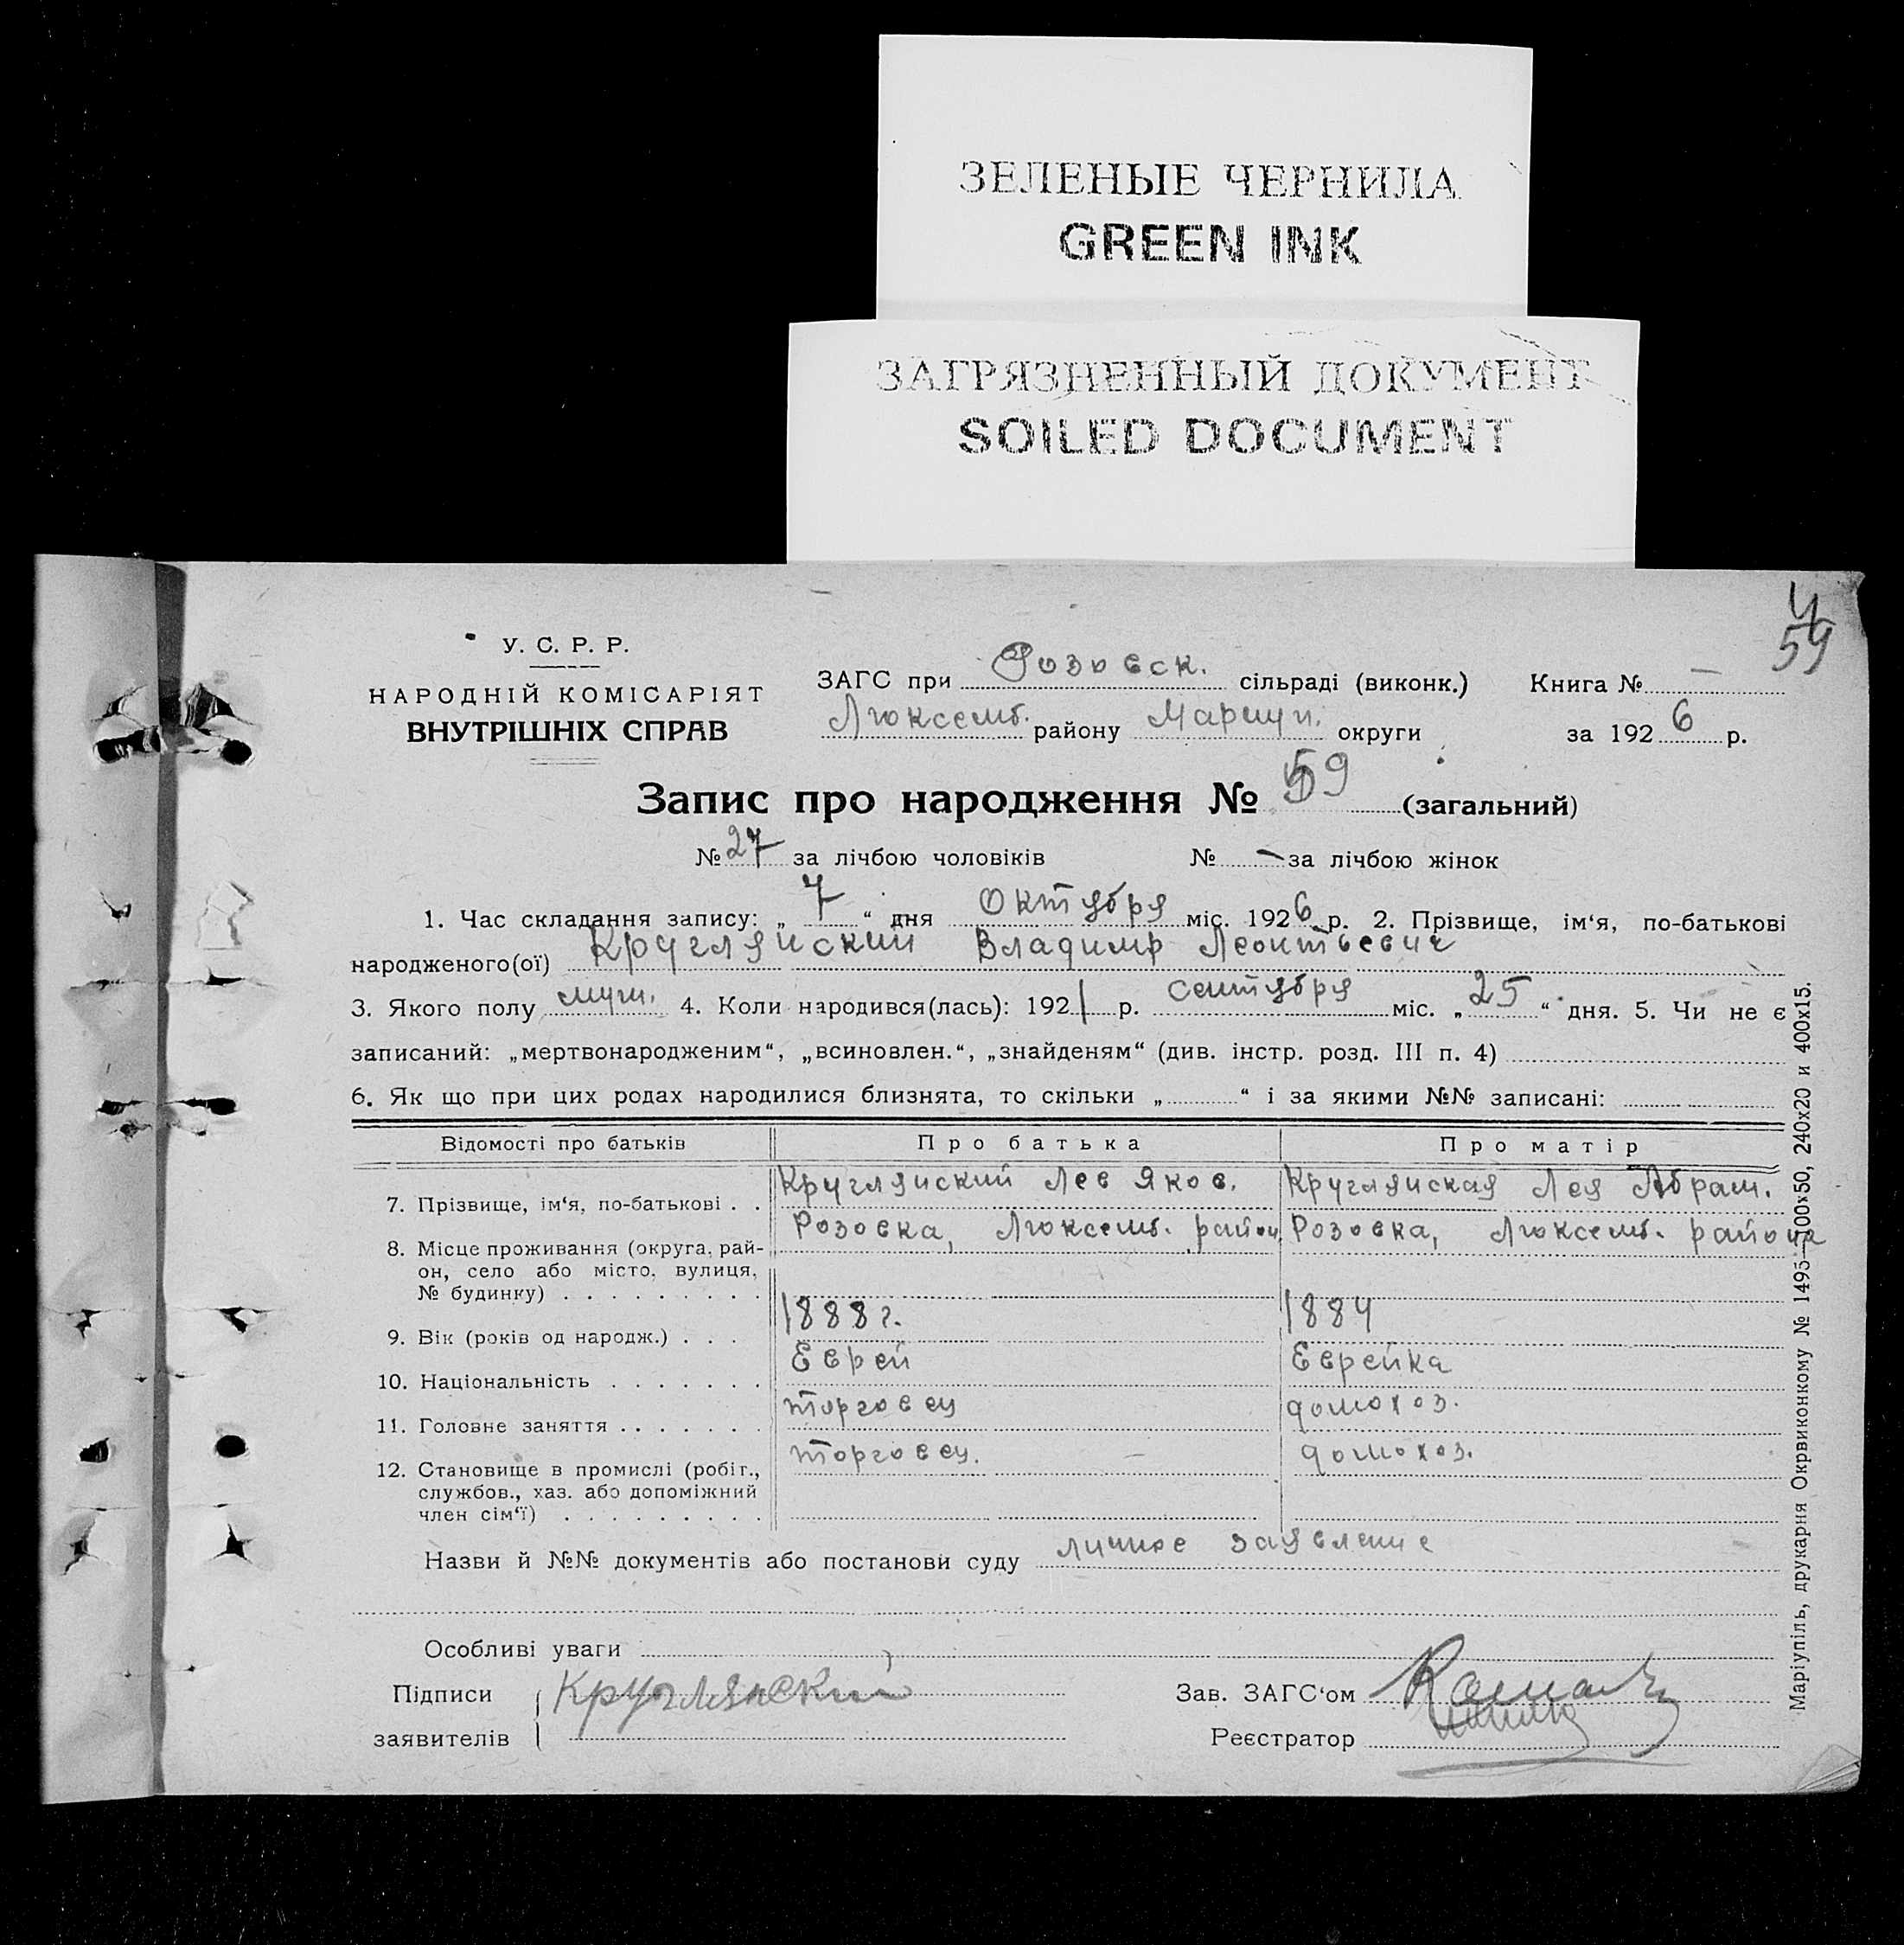 ЗЕЛЕНЫЕ ЧЕРНИЛА
GREEN INK
ЗАГРЯЗНЕННЫЙ ДОКУМЕНТ
SOILED DOCUMENT
59
У. С. Р. Р.
НАРОДНІЙ КОМІСАРІЯТ
ВНУТРІШНІХ СПРАВ
ЗАГС при Розовск. сільраді (виконк.) Книга № —
Люксемб. району Мариуп. округи за 1926 р.
Запис про народження № 59 (загальний)
№ 27 за лічбою чоловіків № — за лічбою жінок
1. Час складання запису: „ 7 “ дня Октября міс. 1926 р. 2. Прізвище, ім‘я, по-батькові
народженого(ої) Круглянский Владимир Леонтьевич
3. Якого полу муж. 4. Коли народився(лась): 1921 р. сентября міс. „ 25 “ дня. 5. Чи не є
записаний: „мертвонародженим“, „всиновлен.“, „знайденям“ (див. інстр. розд. III п. 4)
6. Як що при цих родах народилися близнята, то скільки „ “ і за якими №№ записані:
Відомості про батьків Про батька Про матір
7. Прізвище, ім‘я, по-батькові . . Круглянский Лев Яков. Круглянская Лея Абрам.
8. Місце проживання (округа, рай- Розовка, Люксемб. район Розовка, Люксемб. района
он, село або місто, вулиця,
№ будинку) . . . . . . . . .
9. Вік (років од народж.) . . . 1888 г. 1884
10. Національність . . . . . . . Еврей Еврейка
11. Головне заняття . . . . . . . торговец домохоз.
12. Становище в промислі (робіт., торговец. — домохоз.
службов., хаз. або допоміжний
член сім‘ї) . . . . . . . . .
Назви й №№ документів або постанови суду личное заявление
Особливі уваги
Підписи Круглянский Зав. ЗАГС‘ом
заявителів Реєстратор
Маріупіль, друкарня Окрвиконкому № 1495—100х50, 240х20 и 400х15.